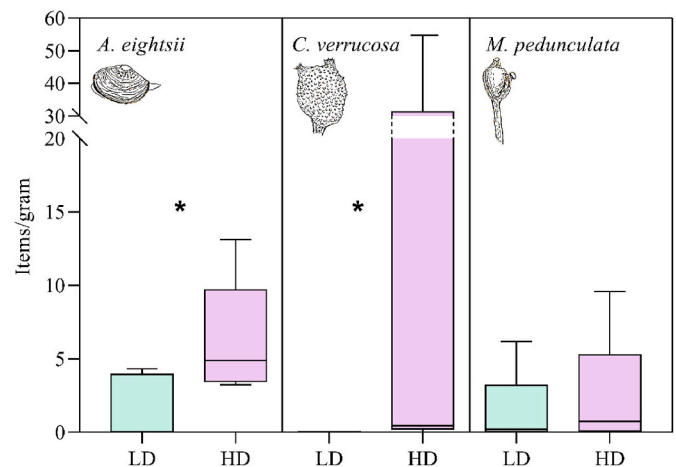 60
50
40
30
20
15
10
5
0
Items/gram
A. eightsii
C. verrucosa
M. pedunculata
*
*
LD
HD
LD
HD
LD
HD